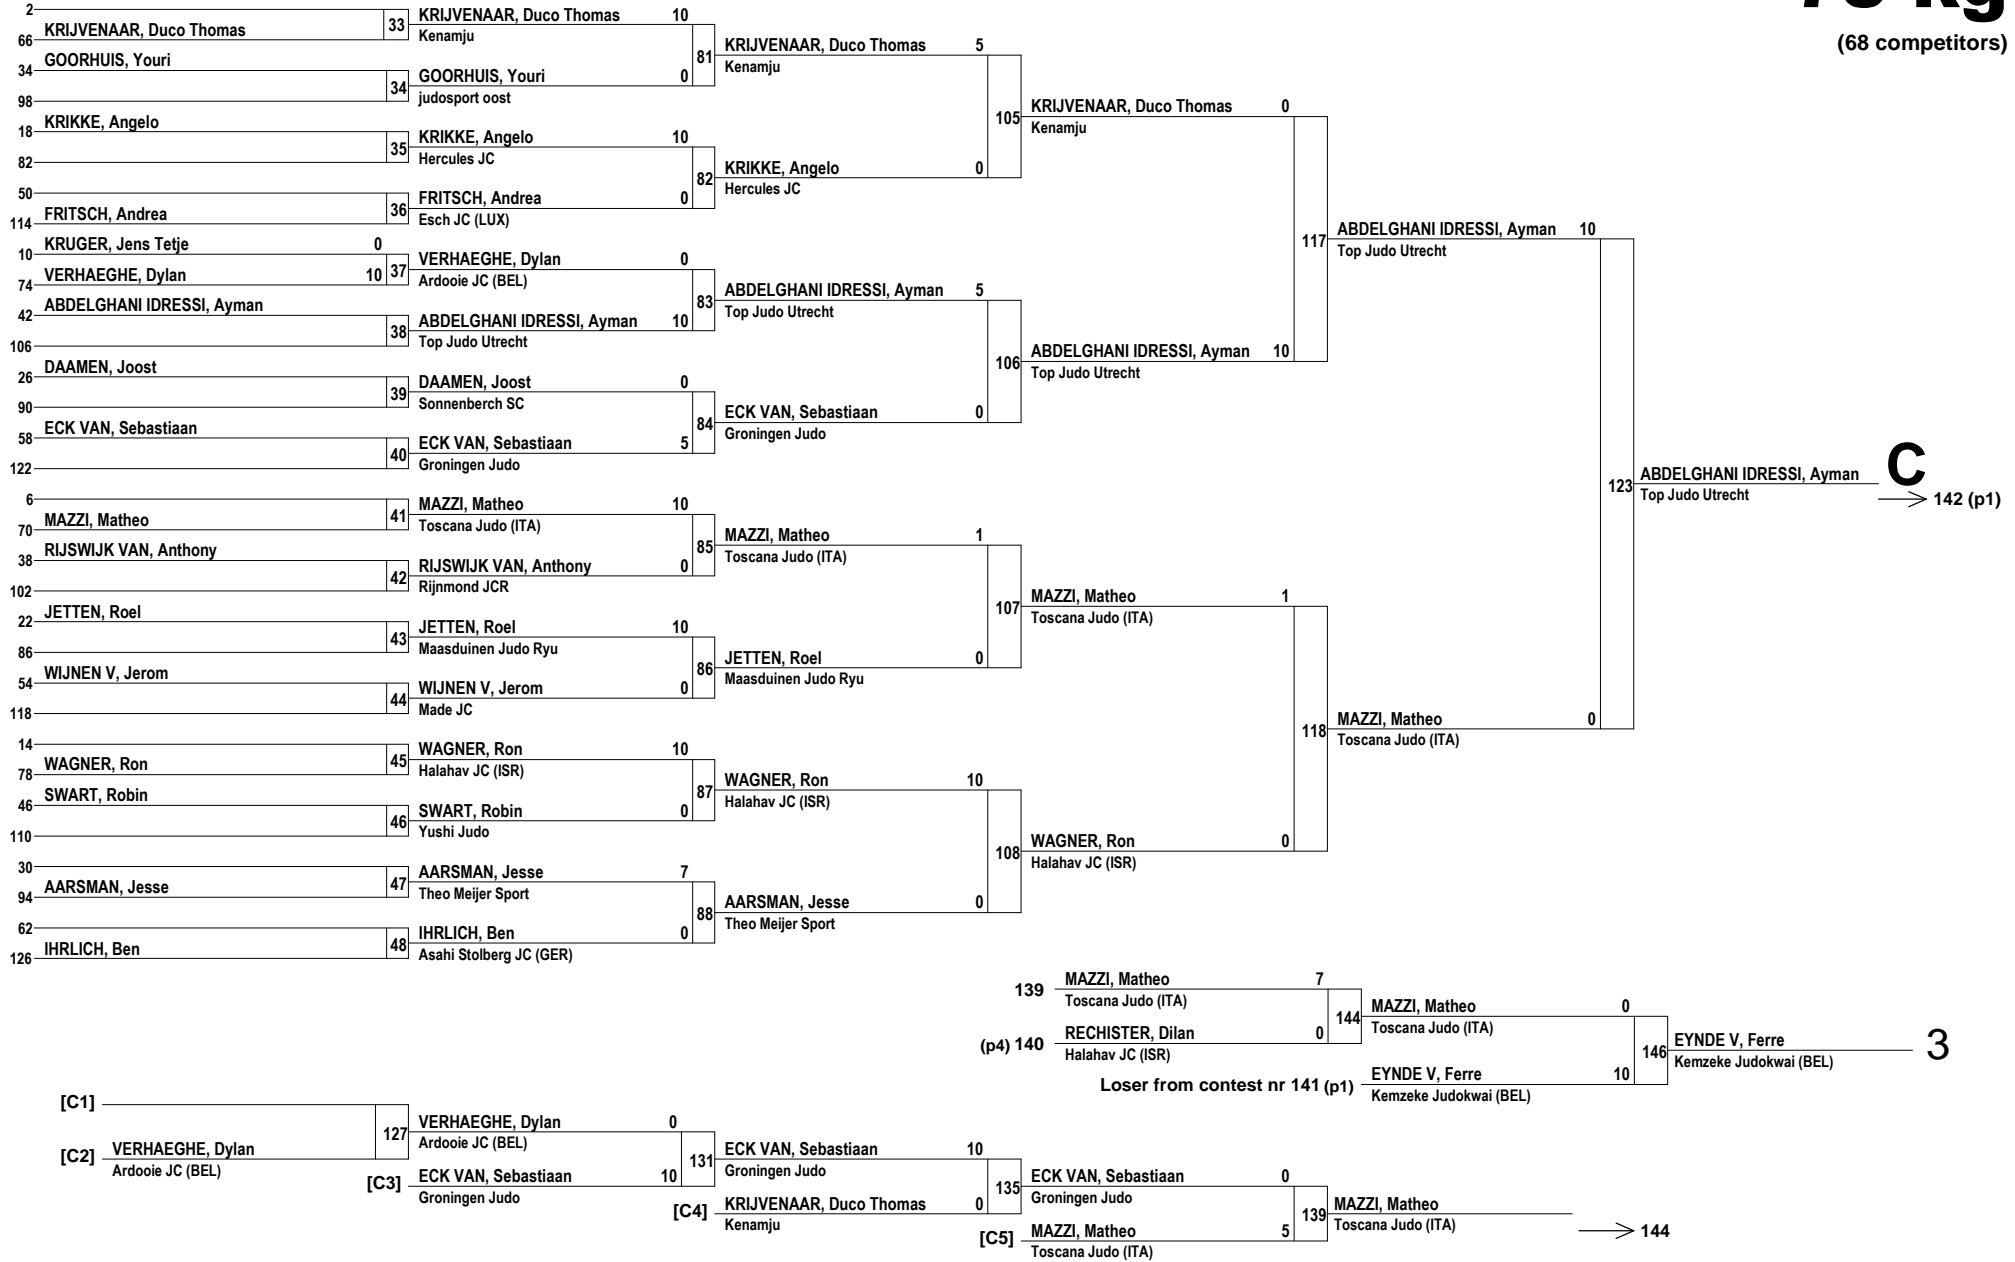 kg
(68 competitors)
2
66 KRIJVENAAR, Duco Thomas
33
34 GOORHUIS, Youri
98
34
18 KRIKKE, Angelo
82
35
50
114 FRITSCH, Andrea
36
10 KRUGER, Jens Tetje 0
74 VERHAEGHE, Dylan 10
37
42 ABDELGHANI IDRESSI, Ayman
106
38
26 DAAMEN, Joost
90
39
58 ECK VAN, Sebastiaan
122
40
6
70 MAZZI, Matheo
41
38 RIJSWIJK VAN, Anthony
102
42
22 JETTEN, Roel
86
43
54 WIJNEN V, Jerom
118
44
14
78 WAGNER, Ron
45
46 SWART, Robin
110
46
30
94 AARSMAN, Jesse
47
62
126 IHRLICH, Ben
48
KRIJVENAAR, Duco Thomas 10
Kenamju
81
GOORHUIS, Youri 0
judosport oost
KRIKKE, Angelo 10
Hercules JC
82
FRITSCH, Andrea 0
Esch JC (LUX)
VERHAEGHE, Dylan 0
Ardooie JC (BEL)
83
ABDELGHANI IDRESSI, Ayman 10
Top Judo Utrecht
DAAMEN, Joost 0
Sonnenberch SC
84
ECK VAN, Sebastiaan 5
Groningen Judo
MAZZI, Matheo 10
Toscana Judo (ITA)
85
RIJSWIJK VAN, Anthony 0
Rijnmond JCR
JETTEN, Roel 10
Maasduinen Judo Ryu
86
WIJNEN V, Jerom 0
Made JC
WAGNER, Ron 10
Halahav JC (ISR)
87
SWART, Robin 0
Yushi Judo
AARSMAN, Jesse 7
Theo Meijer Sport
88
IHRLICH, Ben 0
Asahi Stolberg JC (GER)
KRIJVENAAR, Duco Thomas 5
Kenamju
105
KRIKKE, Angelo 0
Hercules JC
ABDELGHANI IDRESSI, Ayman 5
Top Judo Utrecht
106
ECK VAN, Sebastiaan 0
Groningen Judo
MAZZI, Matheo 1
Toscana Judo (ITA)
107
JETTEN, Roel 0
Maasduinen Judo Ryu
WAGNER, Ron 10
Halahav JC (ISR)
108
AARSMAN, Jesse 0
Theo Meijer Sport
KRIJVENAAR, Duco Thomas 0
Kenamju
117
ABDELGHANI IDRESSI, Ayman 10
Top Judo Utrecht
MAZZI, Matheo 1
Toscana Judo (ITA)
118
WAGNER, Ron 0
Halahav JC (ISR)
ABDELGHANI IDRESSI, Ayman 10
Top Judo Utrecht
123
MAZZI, Matheo 0
Toscana Judo (ITA)
ABDELGHANI IDRESSI, Ayman
Top Judo Utrecht
C
142 (p1)
139 MAZZI, Matheo 7
Toscana Judo (ITA)
144
(p4) 140 RECHISTER, Dilan 0
Halahav JC (ISR)
MAZZI, Matheo 0
Toscana Judo (ITA)
146
Loser from contest nr 141 (p1) EYNDE V, Ferre 10
Kemzeke Judokwai (BEL)
EYNDE V, Ferre
Kemzeke Judokwai (BEL)
3
[C1]
127
[C2] VERHAEGHE, Dylan
Ardooie JC (BEL)
VERHAEGHE, Dylan 0
Ardooie JC (BEL)
131
[C3] ECK VAN, Sebastiaan 10
Groningen Judo
ECK VAN, Sebastiaan 10
Groningen Judo
135
[C4] KRIJVENAAR, Duco Thomas 0
Kenamju
ECK VAN, Sebastiaan 0
Groningen Judo
139
[C5] MAZZI, Matheo 5
Toscana Judo (ITA)
MAZZI, Matheo
Toscana Judo (ITA)
144